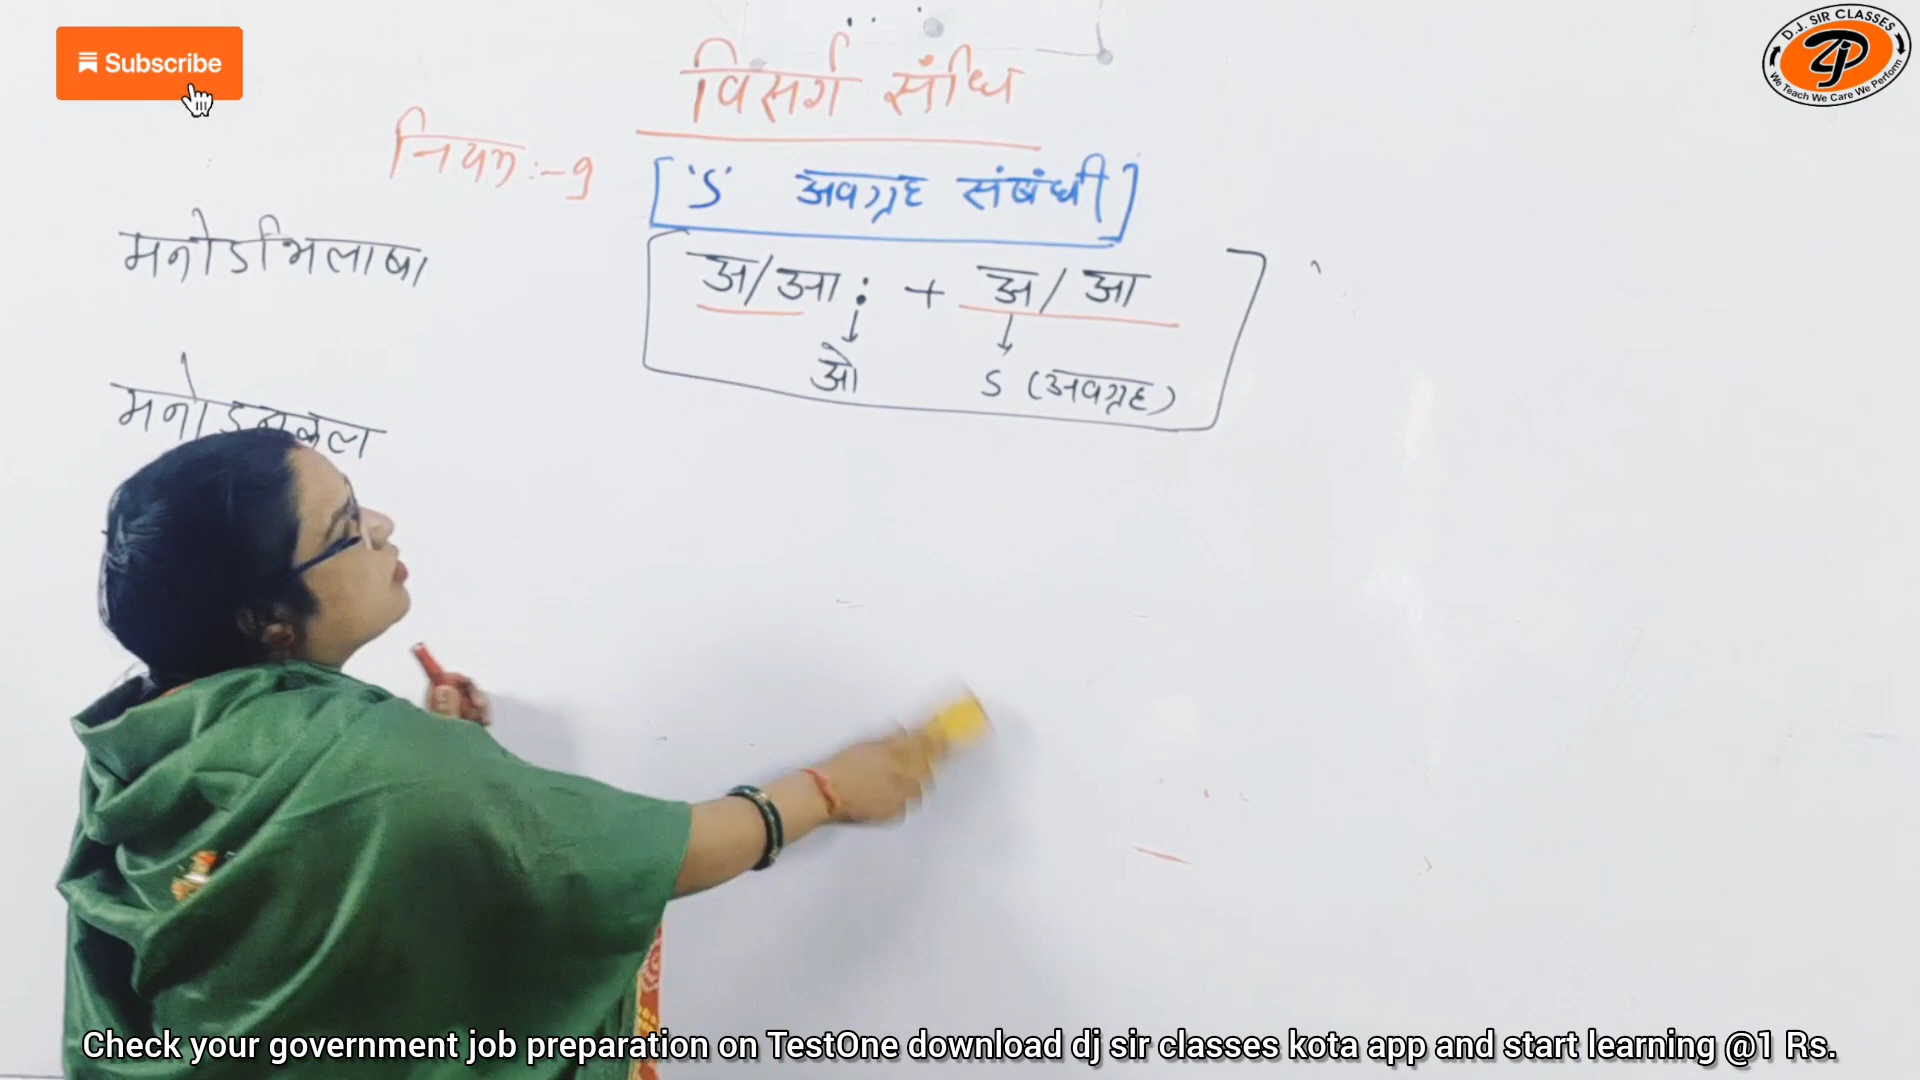 Subscribe
D.J. SIR CLASSES
We Teach We Care We Perform
विसर्ग संधि
नियम :- 9
['ऽ' अवग्रह संबंधी]
मनोऽभिलाषा
अ/आ : + अ/आ
ओ ऽ (अवग्रह)
मनोऽनुकूल
Check your government job preparation on TestOne download dj sir classes kota app and start learning @1 Rs.